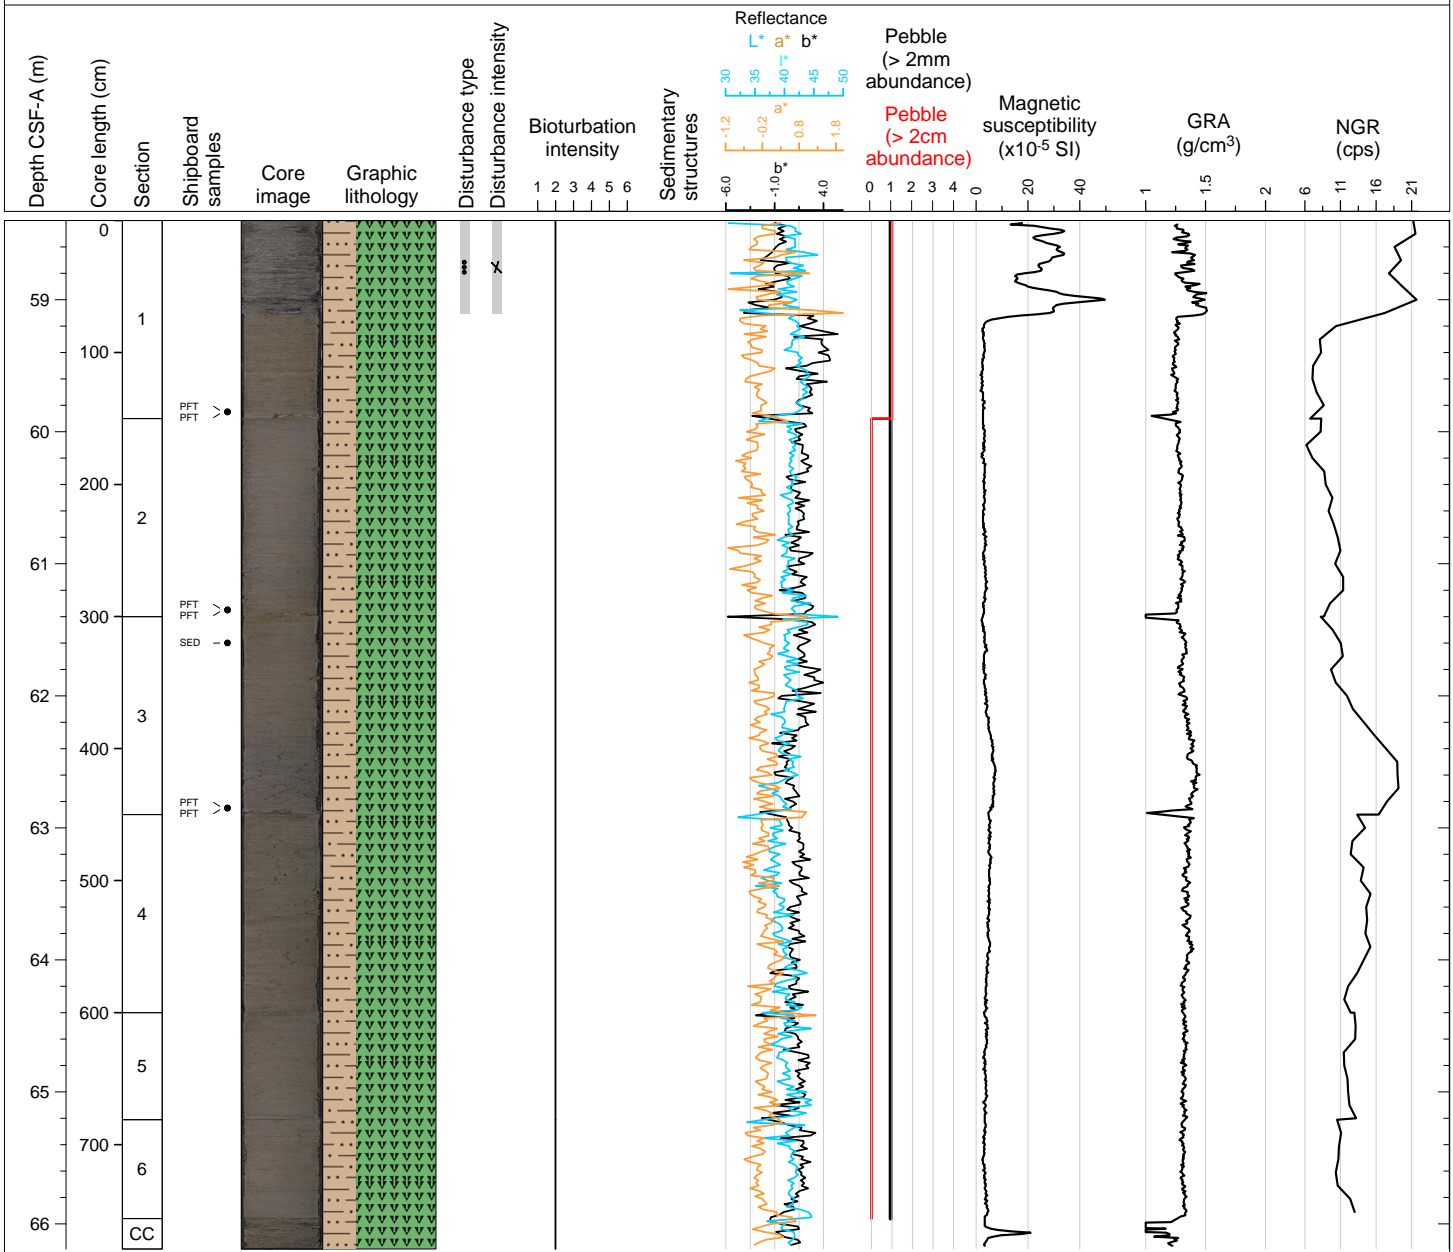 Depth CSF-A (m)
Core length (cm)
Section
Shipboard
samples
Core
image
Graphic
lithology
Disturbance type
Disturbance intensity
Bioturbation
intensity
1 2 3 4 5 6
Sedimentary
structures
Reflectance
L* a* b*
L*
30 35 40 45 50
a*
-1.2 -0.2 0.8 1.8
b*
-6.0 -1.0 4.0
Pebble
(> 2mm
abundance)
Pebble
(> 2cm
abundance)
0 1 2 3 4
Magnetic
susceptibility
(x10-5 SI)
0 20 40
GRA
(g/cm3)
1 1.5 2
NGR
(cps)
6 11 16 21
0
59
1
100
PFT
PFT
60
200
2
61
PFT
PFT
300
SED
62
3
400
PFT
PFT
63
500
4
64
600
5
65
700
6
66
CC